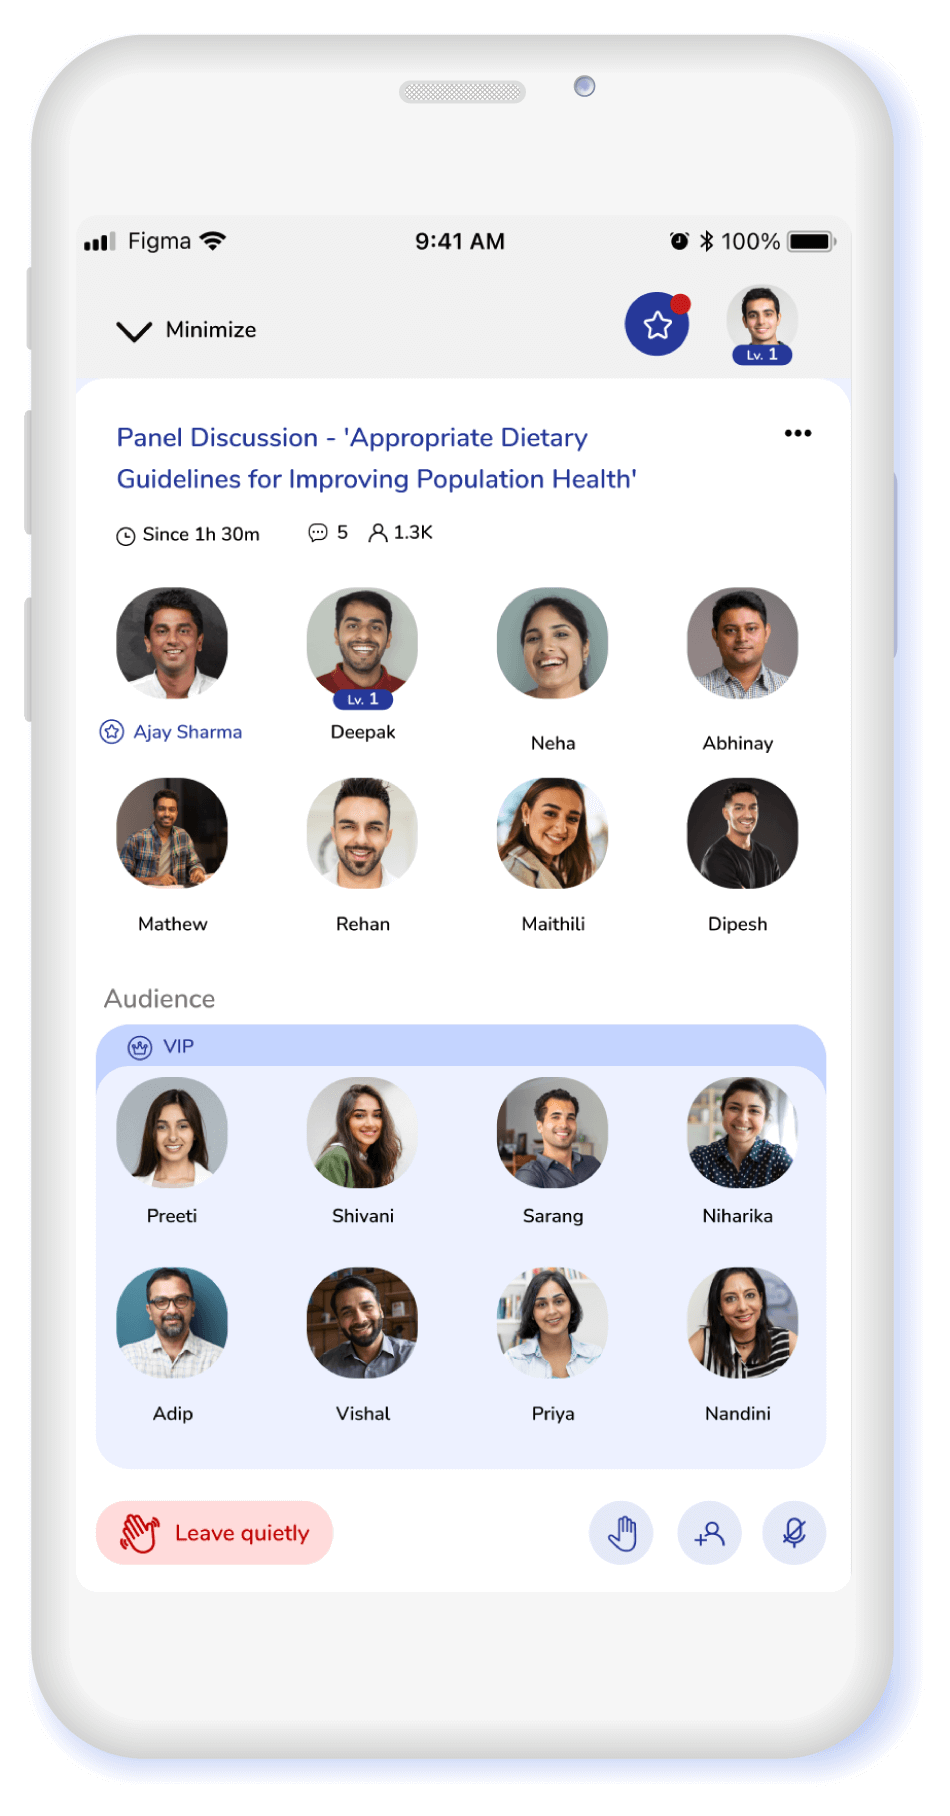 Figma 9:41 AM 100%
Minimize
Lv. 1
Panel Discussion - 'Appropriate Dietary
Guidelines for Improving Population Health'
Since 1h 30m 5 1.3K
Lv. 1
Ajay Sharma Deepak Neha Abhinay
Mathew Rehan Maithili Dipesh
Audience
VIP
Preeti Shivani Sarang Niharika
Adip Vishal Priya Nandini
Leave quietly